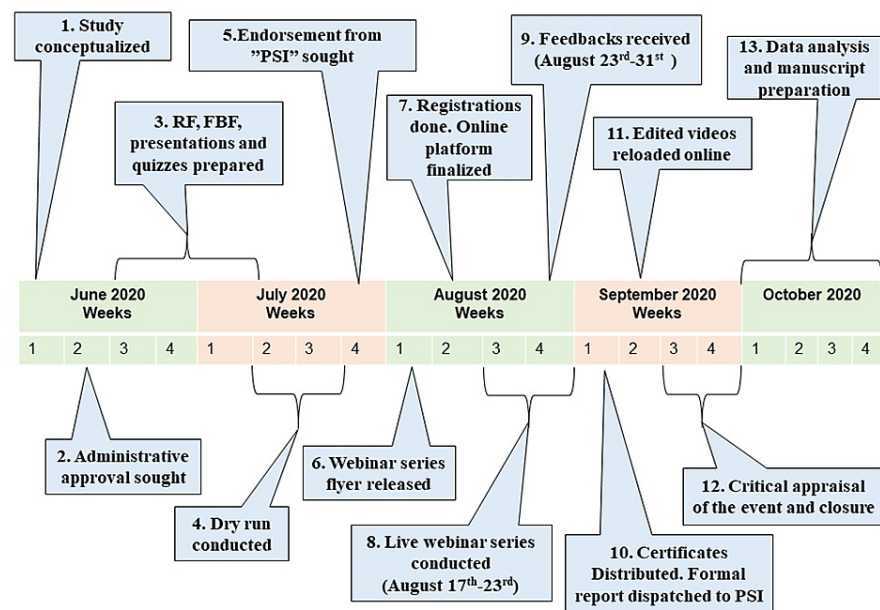 1. Study
conceptualized
5.Endorsement from
”PSI” sought
9. Feedbacks received
(August 23rd-31st )
13. Data analysis
and manuscript
preparation
3. RF, FBF,
presentations and
quizzes prepared
7. Registrations
done. Online
platform
finalized
11. Edited videos
reloaded online
June 2020
Weeks
July 2020
Weeks
August 2020
Weeks
September 2020
Weeks
October 2020
1 2 3 4 1 2 3 4 1 2 3 4 1 2 3 4 1 2 3 4
2. Administrative
approval sought
4. Dry run
conducted
6. Webinar series
flyer released
8. Live webinar series
conducted
(August 17th-23rd)
10. Certificates
Distributed. Formal
report dispatched to PSI
12. Critical appraisal
of the event and closure